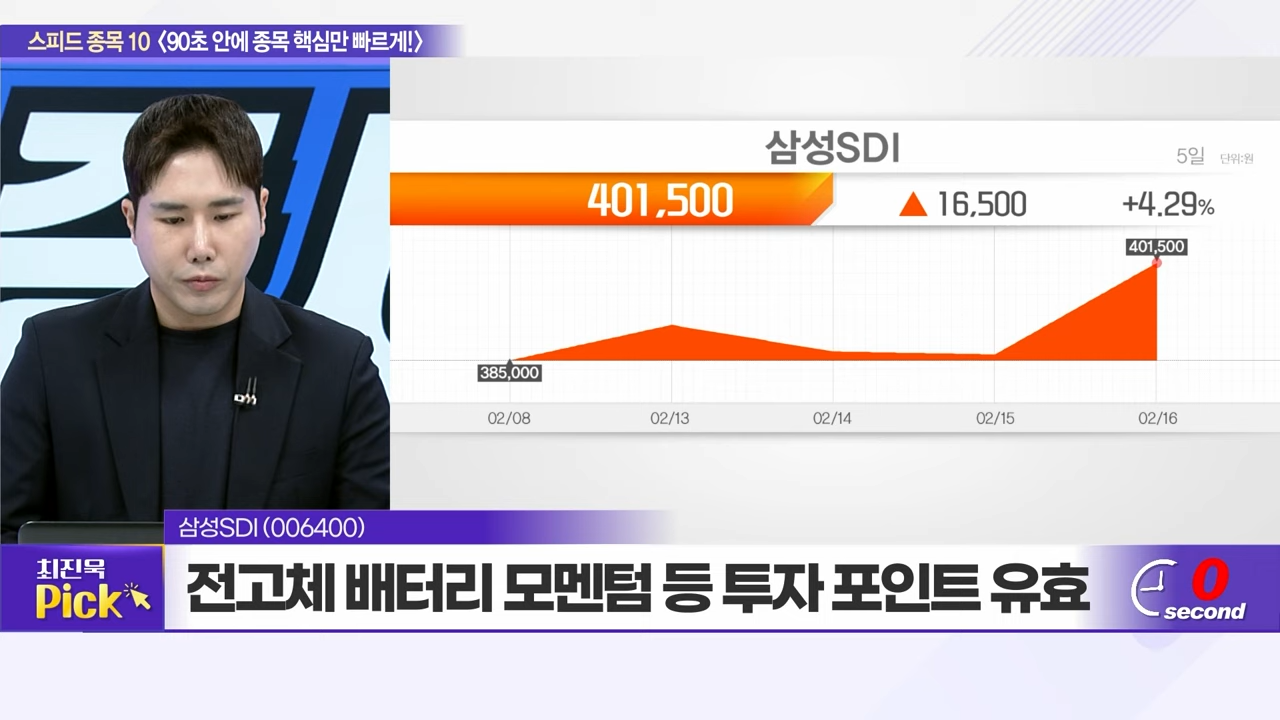 스피드 종목 10 <90초 안에 종목 핵심만 빠르게!>
삼성SDI
5일 단위:원
401,500 ▲ 16,500 +4.29%
401,500
385,000
02/08 02/13 02/14 02/15 02/16
삼성SDI (006400)
최진욱 Pick
전고체 배터리 모멘텀 등 투자 포인트 유효
0 second